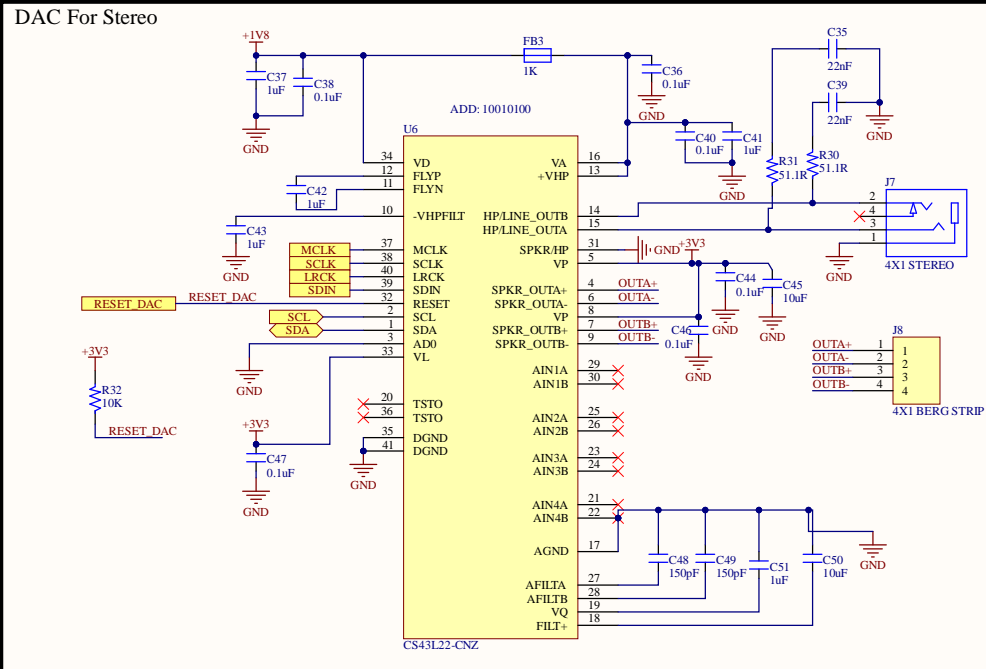 DAC For Stereo
+1V8
C37
1uF
C38
0.1uF
GND
FB3
1K
C36
0.1uF
GND
C35
22nF
C39
22nF
GND
ADD: 10010100
C40
0.1uF
C41
1uF
GND
R31
51.1R
R30
51.1R
U6
34 VD
12 FLYP
11 FLYN
10 -VHPFILT
37 MCLK
38 SCLK
40 LRCK
39 SDIN
32 RESET
2 SCL
1 SDA
3 AD0
33 VL
20 TSTO
36 TSTO
35 DGND
41 DGND
VA 16
+VHP 13
HP/LINE_OUTB 14
HP/LINE_OUTA 15
SPKR/HP 31
VP 5
SPKR_OUTA+ 4
SPKR_OUTA- 6
VP 8
SPKR_OUTB+ 7
SPKR_OUTB- 9
AIN1A 29
AIN1B 30
AIN2A 25
AIN2B 26
AIN3A 23
AIN3B 24
AIN4A 21
AIN4B 22
AGND 17
AFILTA 27
AFILTB 28
VQ 19
FILT+ 18
CS43L22-CNZ
C42
1uF
C43
1uF
GND
MCLK
SCLK
LRCK
SDIN
RESET_DAC
RESET_DAC
SCL
SDA
GND
+3V3
R32
10K
RESET_DAC
+3V3
C47
0.1uF
GND
GND
GND
+3V3
OUTA+
OUTA-
OUTB+
OUTB-
C44
0.1uF
GND
C45
10uF
GND
C46
0.1uF
GND
J7
2
4
3
1
GND
4X1 STEREO
J8
OUTA+ 1 1
OUTA- 2 2
OUTB+ 3 3
OUTB- 4 4
4X1 BERG STRIP
C48
150pF
C49
150pF
C51
1uF
C50
10uF
GND